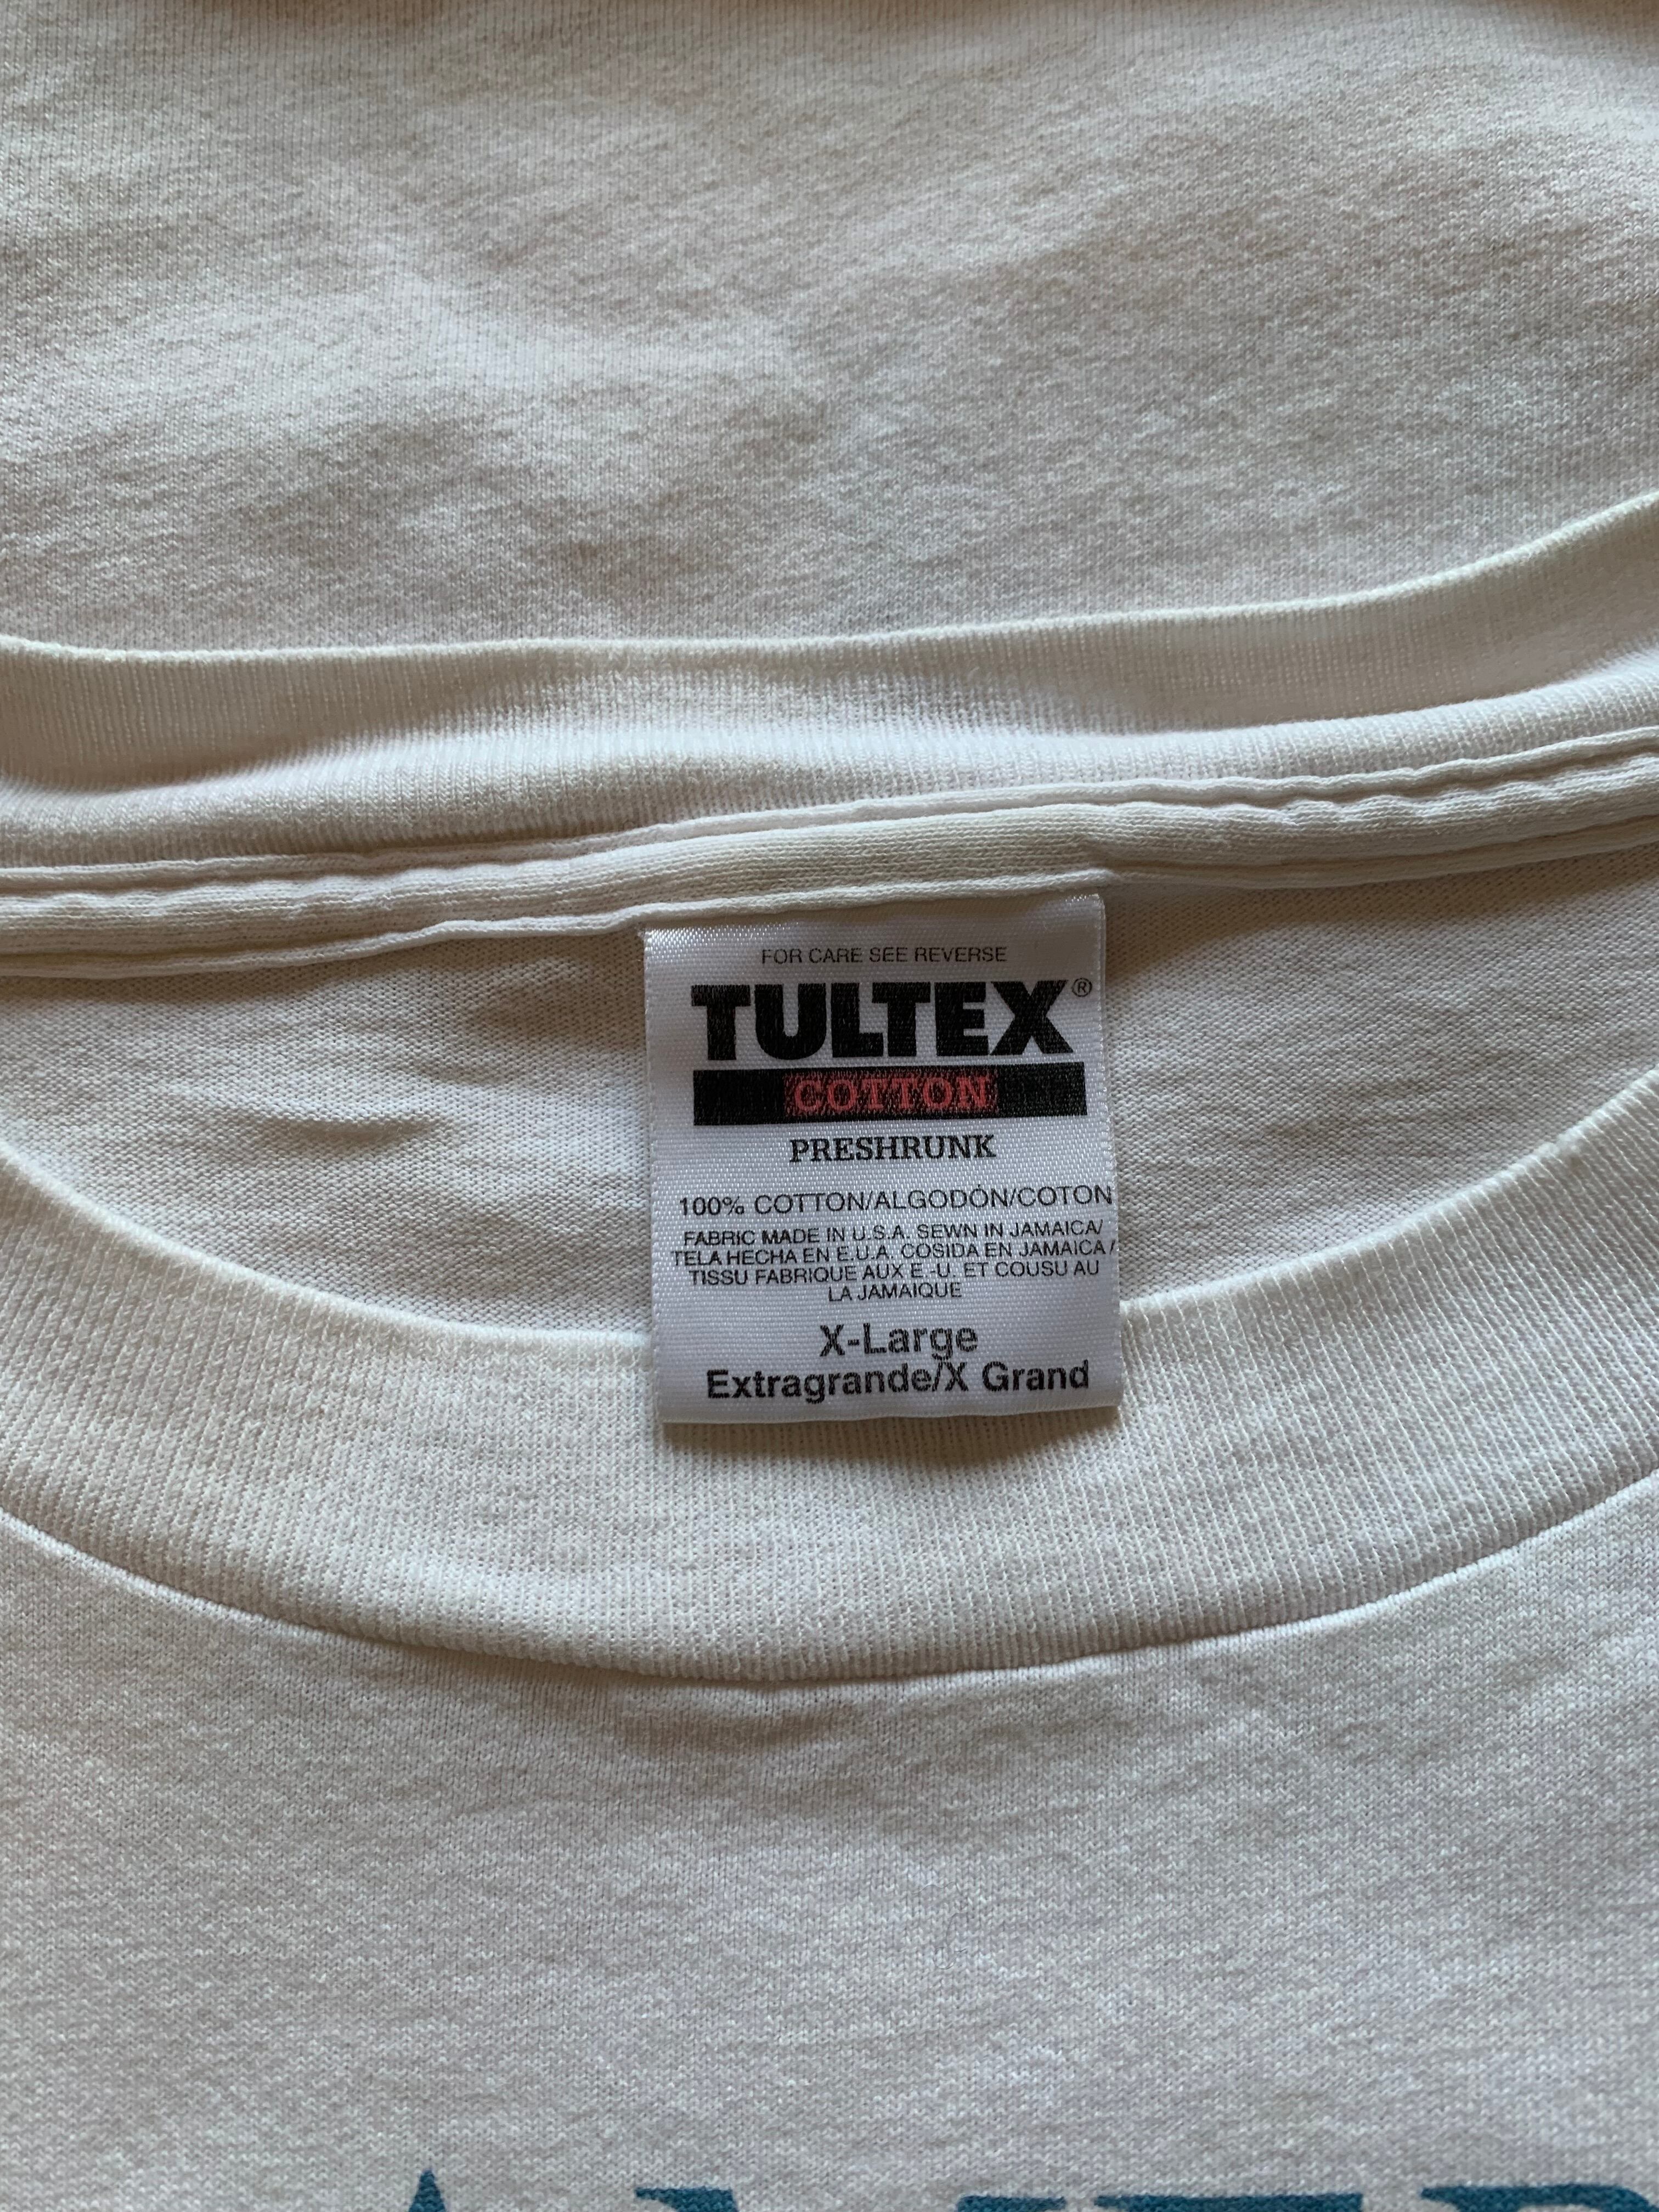 FOR CARE SEE REVERSE
TULTEX®
COTTON
PRESHRUNK
100% COTTON/ALGODÓN/COTON
FABRIC MADE IN U.S.A. SEWN IN JAMAICA/
TELA HECHA EN E.U.A. COSIDA EN JAMAICA /
TISSU FABRIQUE AUX E -U. ET COUSU AU
LA JAMAIQUE
X-Large
Extragrande/X Grand